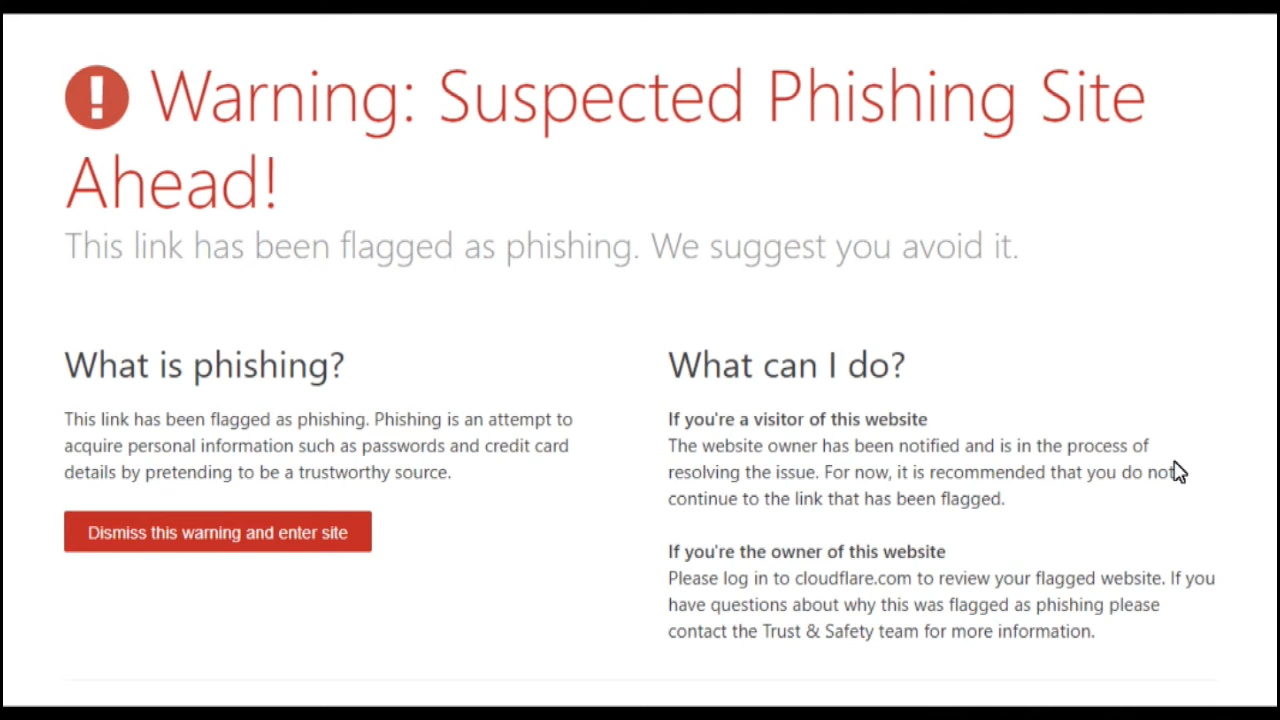 Warning: Suspected Phishing Site
Ahead!
This link has been flagged as phishing. We suggest you avoid it.
What is phishing?
This link has been flagged as phishing. Phishing is an attempt to
acquire personal information such as passwords and credit card
details by pretending to be a trustworthy source.
Dismiss this warning and enter site
What can I do?
If you're a visitor of this website
The website owner has been notified and is in the process of
resolving the issue. For now, it is recommended that you do not
continue to the link that has been flagged.
If you're the owner of this website
Please log in to cloudflare.com to review your flagged website. If you
have questions about why this was flagged as phishing please
contact the Trust & Safety team for more information.